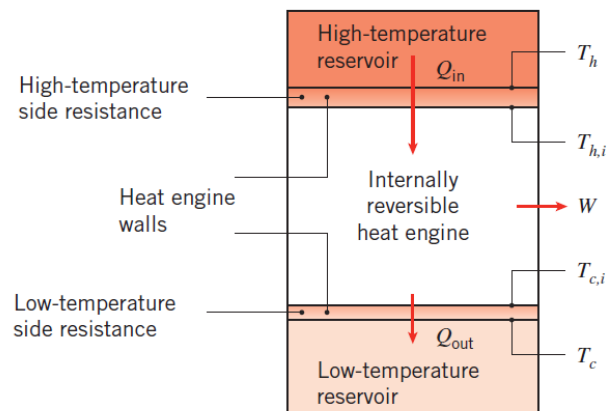 High-temperature
reservoir
Q_in
T_h
High-temperature
side resistance
T_h,i
Heat engine
walls
Internally
reversible
heat engine
W
T_c,i
Low-temperature
side resistance
Q_out
T_c
Low-temperature
reservoir